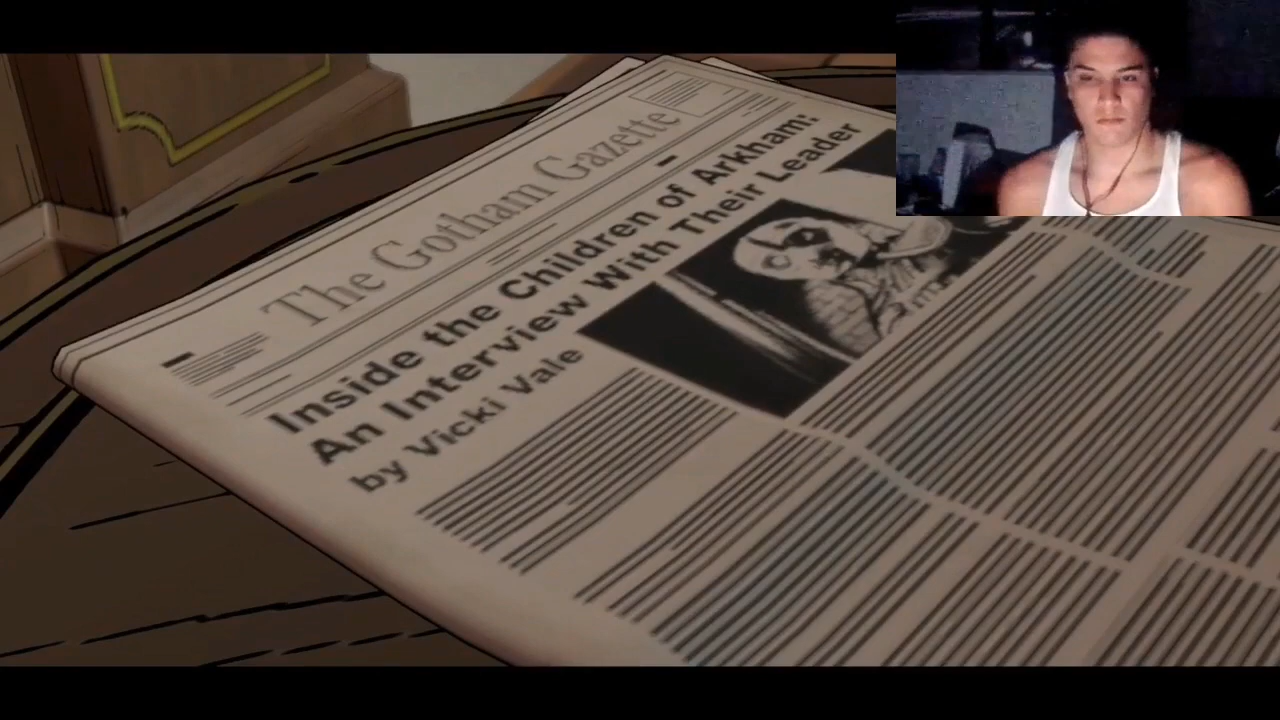 The Gotham Gazette
Inside the Children of Arkham:
An Interview With Their Leader
by Vicki Vale